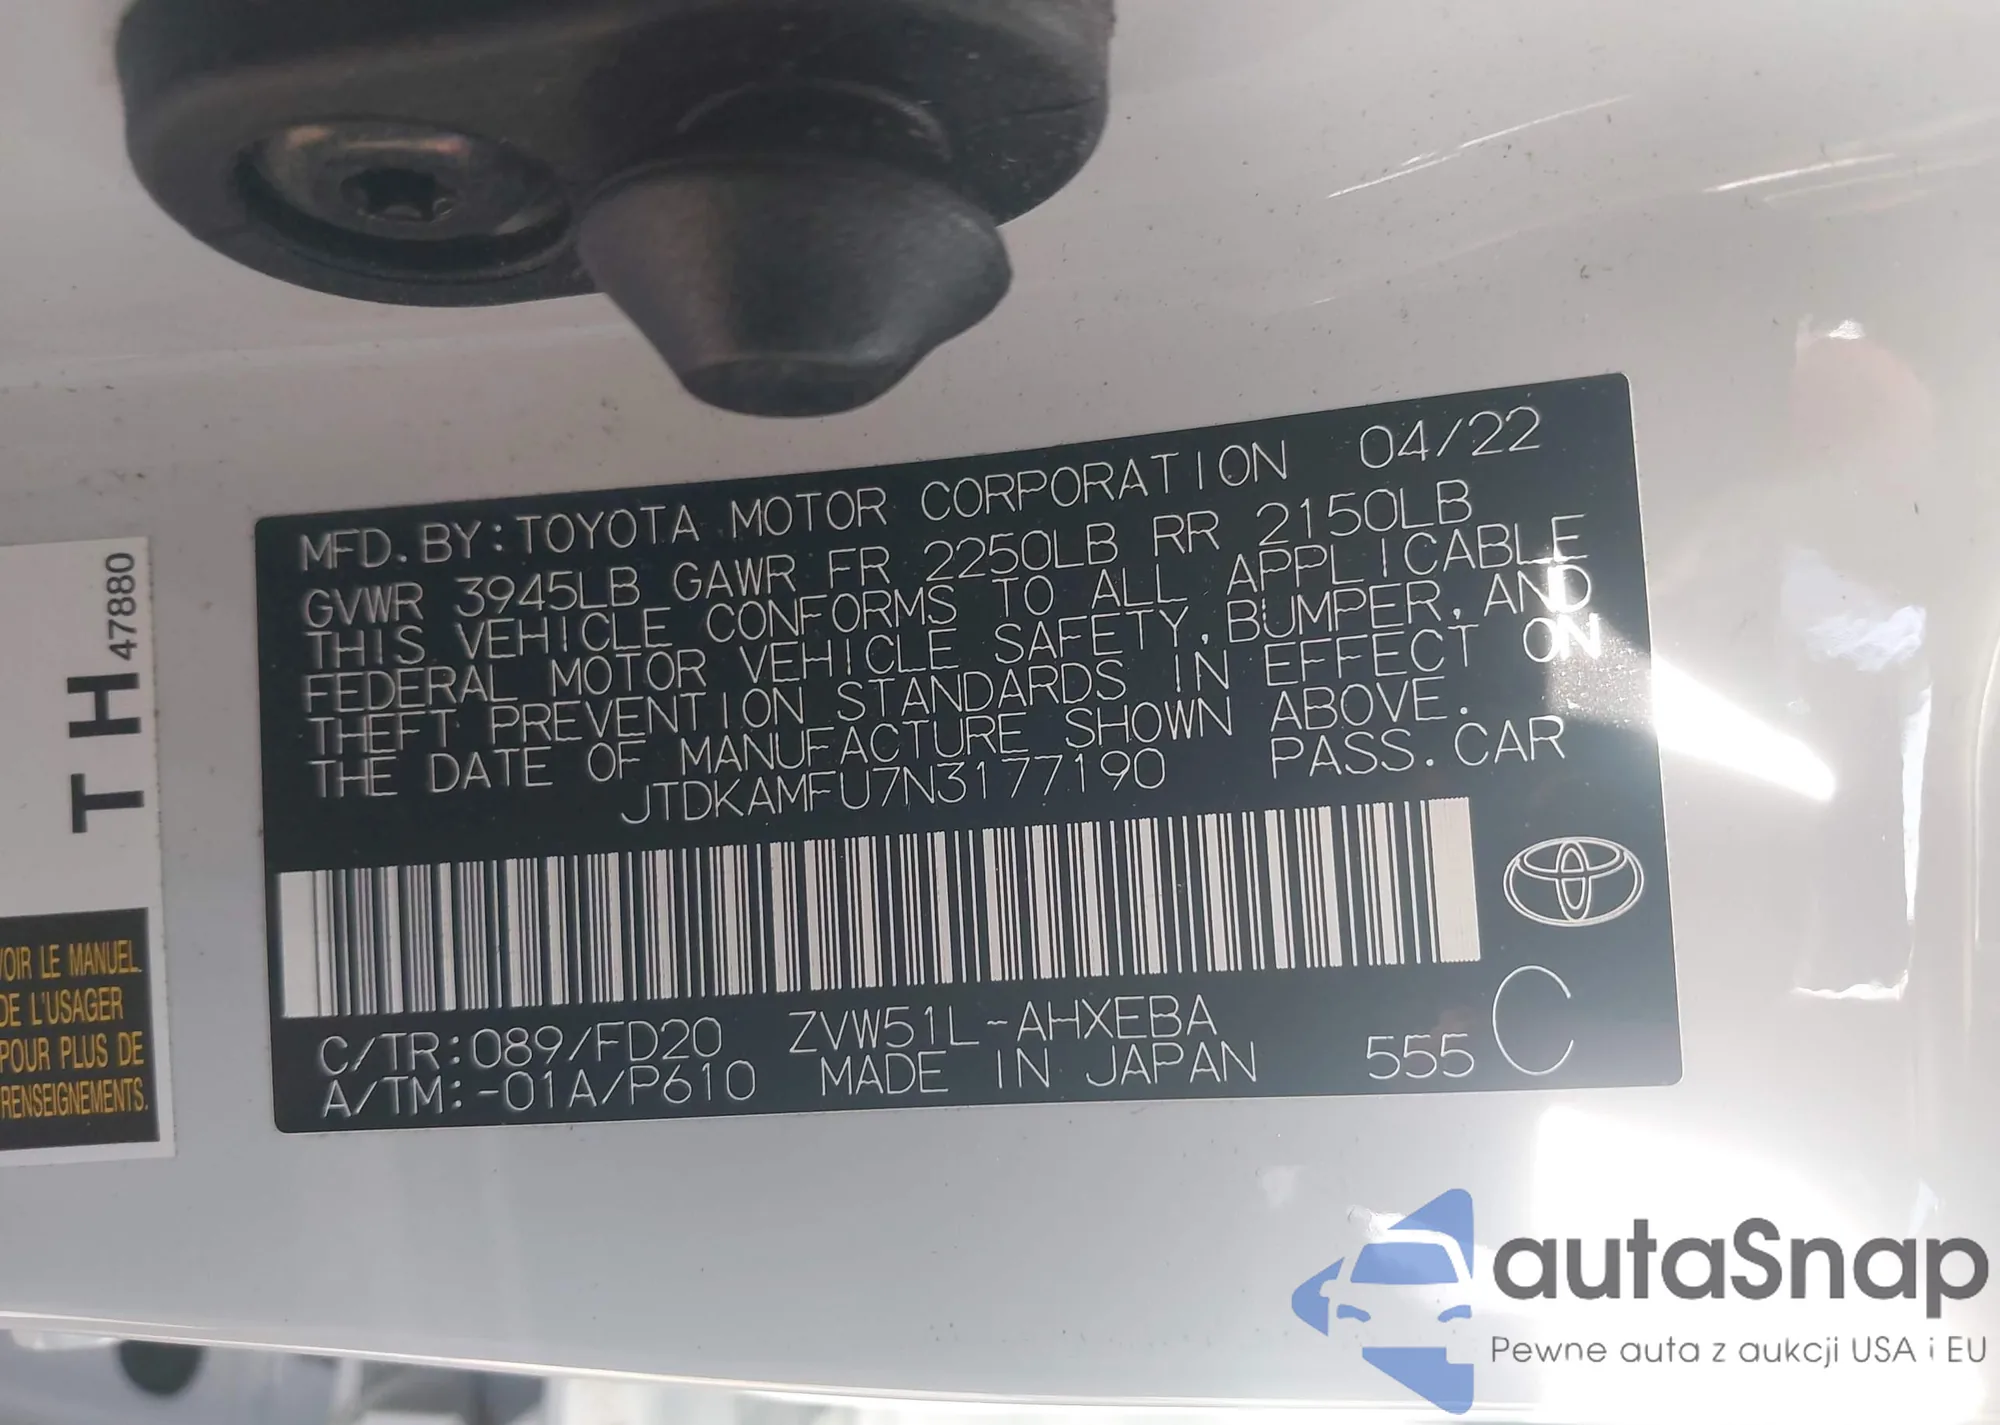 MFD. BY: TOYOTA MOTOR CORPORATION 04/22
GVWR 3945LB GAWR FR 2250LB RR 2150LB
THIS VEHICLE CONFORMS TO ALL APPLICABLE
FEDERAL MOTOR VEHICLE SAFETY, BUMPER, AND
THEFT PREVENTION STANDARDS IN EFFECT ON
THE DATE OF MANUFACTURE SHOWN ABOVE.
JTDKAMFU7N3177190 PASS. CAR
C/TR:089/FD20 ZVW51L-AHXEBA
A/TM:-01A/P610 MADE IN JAPAN 555 C
TH
47880
VOIR LE MANUEL
DE L'USAGER
POUR PLUS DE
RENSEIGNEMENTS.
autaSnap
Pewne auta z aukcji USA i EU